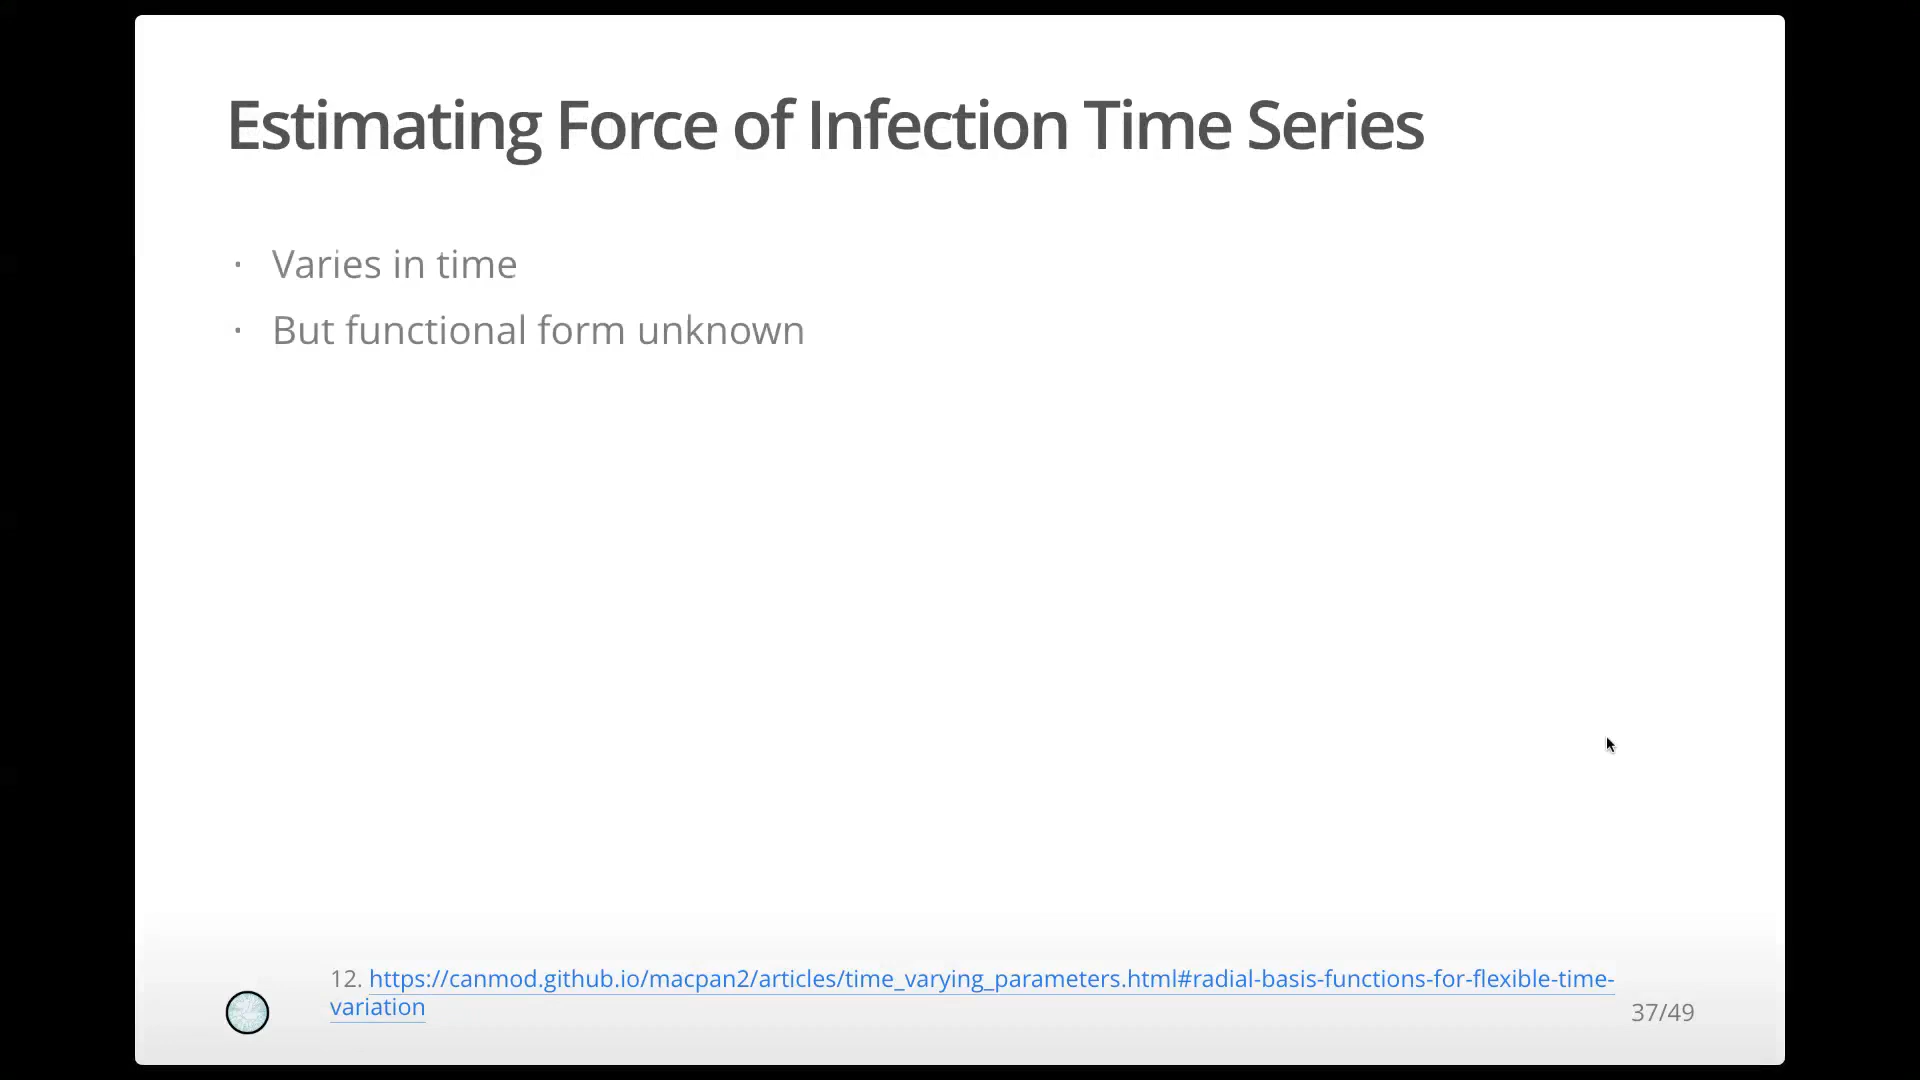 Estimating Force of Infection Time Series
· Varies in time
· But functional form unknown
12. https://canmod.github.io/macpan2/articles/time_varying_parameters.html#radial-basis-functions-for-flexible-time-
variation
37/49